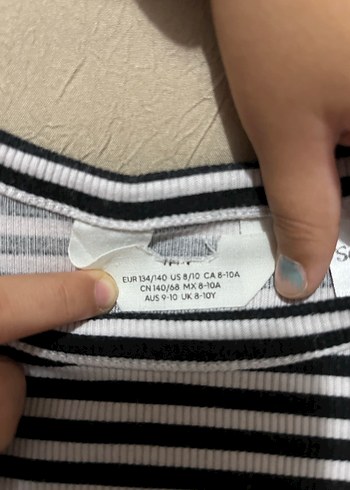 EUR 134/140 US 8/10 CA 8-10A
CN 140/68 MX 8-10A
AUS 9-10 UK 8-10Y